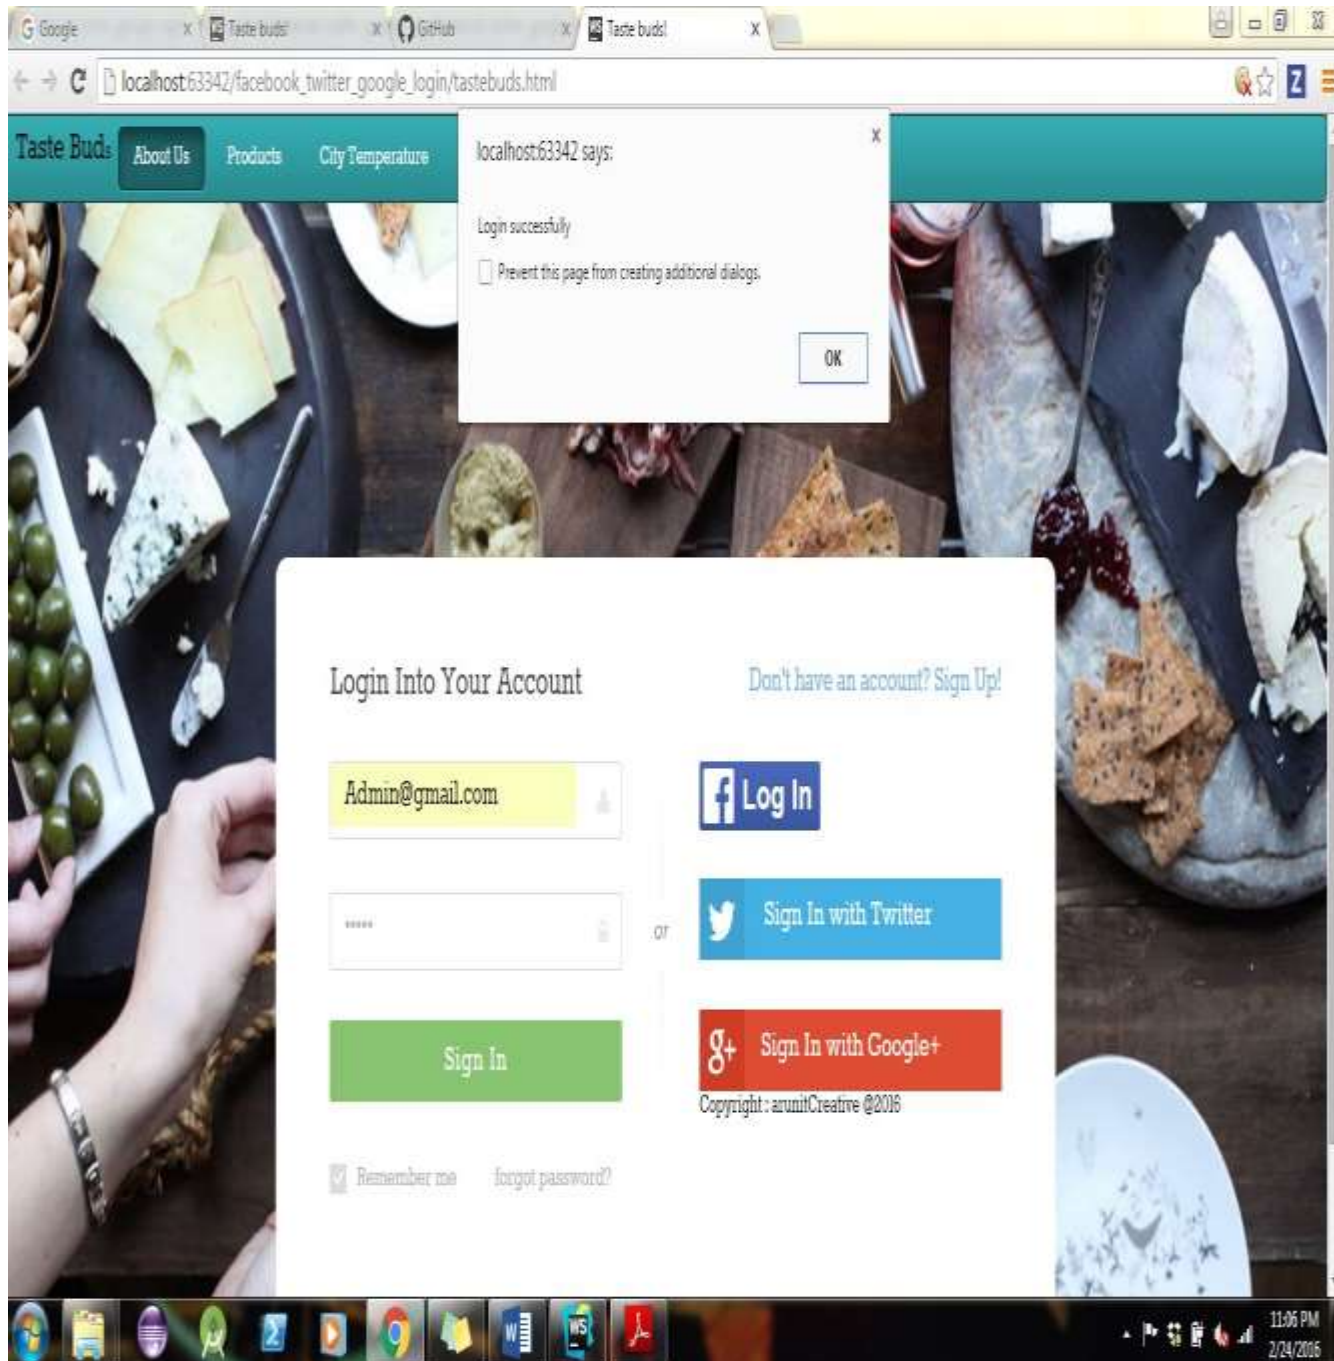 Google
Taste buds!
GitHub
Taste buds!
localhost:63342/facebook_twitter_google_login/tastebuds.html
Z
Taste Buds
About Us
Products
City Temperature
localhost:63342 says:
x
Login successfully
Prevent this page from creating additional dialogs.
OK
Login Into Your Account
Don't have an account? Sign Up!
Admin@gmail.com
f Log In
•••••
or
Sign In with Twitter
Sign In
g+ Sign In with Google+
Copyright : arunitCreative @2016
Remember me
forgot password?
W
WS
11:06 PM
2/24/2016